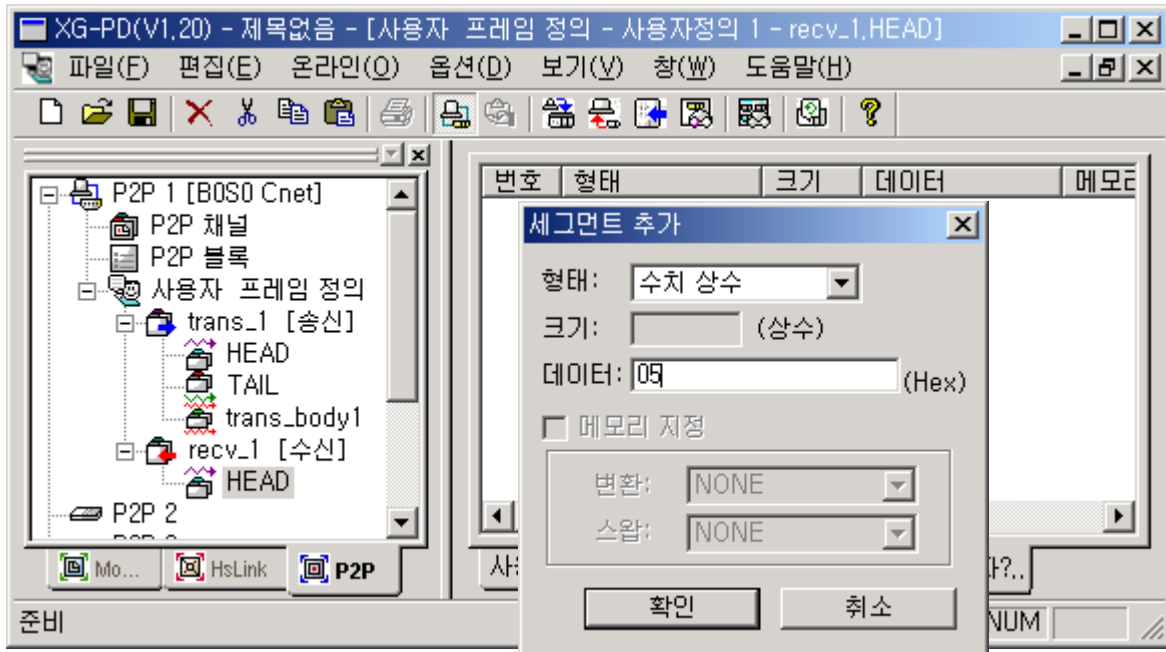 XG-PD(V1,20) - 제목없음 - [사용자 프레임 정의 - 사용자정의 1 - recv_1,HEAD]
파일(F) 편집(E) 온라인(O) 옵션(D) 보기(V) 창(W) 도움말(H)
P2P 1 [B0S0 Cnet]
P2P 채널
P2P 블록
사용자 프레임 정의
trans_1 [송신]
HEAD
TAIL
trans_body1
recv_1 [수신]
HEAD
P2P 2
Mo...
HsLink
P2P
번호 형태 크기 데이터
세그먼트 추가
형태: 수치 상수
크기: (상수)
데이터: 05 (Hex)
메모리 지정
변환: NONE
스왑: NONE
확인 취소
준비
NUM